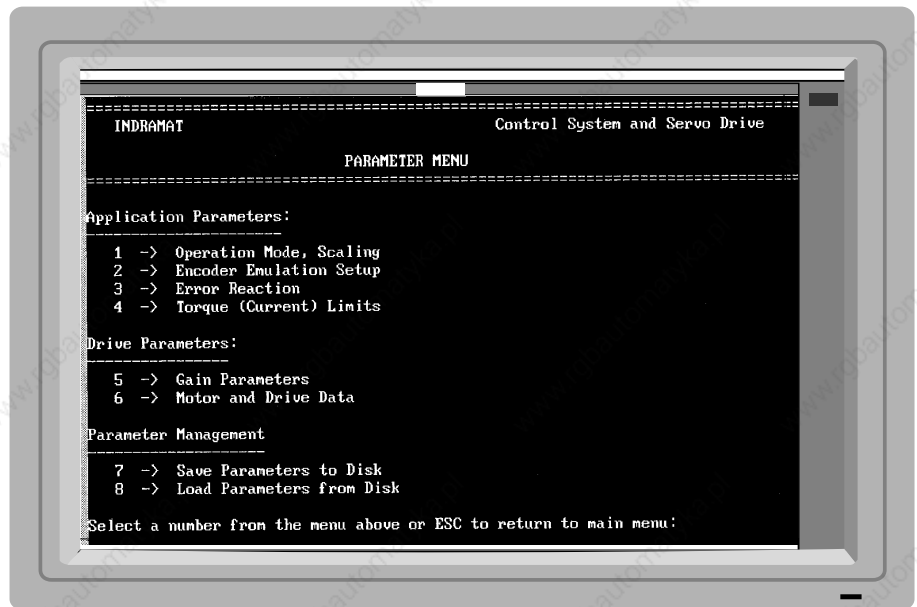 INDRAMAT Control System and Servo Drive
PARAMETER MENU
Application Parameters:
1 -> Operation Mode, Scaling
2 -> Encoder Emulation Setup
3 -> Error Reaction
4 -> Torque (Current) Limits
Drive Parameters:
5 -> Gain Parameters
6 -> Motor and Drive Data
Parameter Management
7 -> Save Parameters to Disk
8 -> Load Parameters from Disk
Select a number from the menu above or ESC to return to main menu: